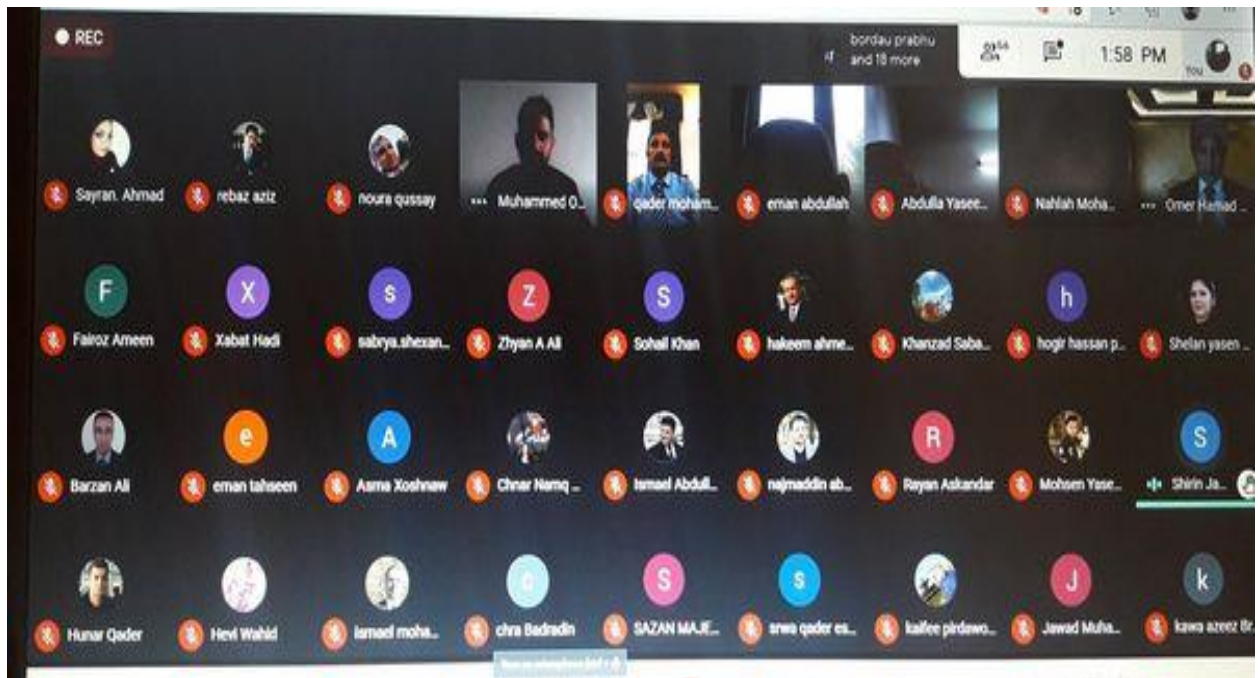 REC
bordau prabhu
and 18 more
56
1:58 PM
You
Sayran. Ahmad
rebaz aziz
noura qussay
Muhammed O...
qader moham...
eman abdullah
Abdulla Yasee...
Nahlah Moha...
Omer Hamad ...
F
X
s
Z
S
h
Fairoz Ameen
Xabat Hadi
sabrya.shexan...
Zhyan A Ali
Sohail Khan
hakeem ahme...
Khanzad Saba...
hogir hassan p...
Shelan yasen ...
e
A
R
S
Barzan Ali
eman tahseen
Asma Xoshnaw
Chnar Namq ...
Ismael Abdull...
najmaddin ab...
Rayan Askandar
Mohsen Yase...
Shirin Ja...
c
S
s
J
k
Hunar Qader
Hevi Wahid
ismael moha...
chra Badradin
SAZAN MAJE...
srwa qader es...
kaifee pirdawo...
Jawad Muha...
kawa azeez Br...